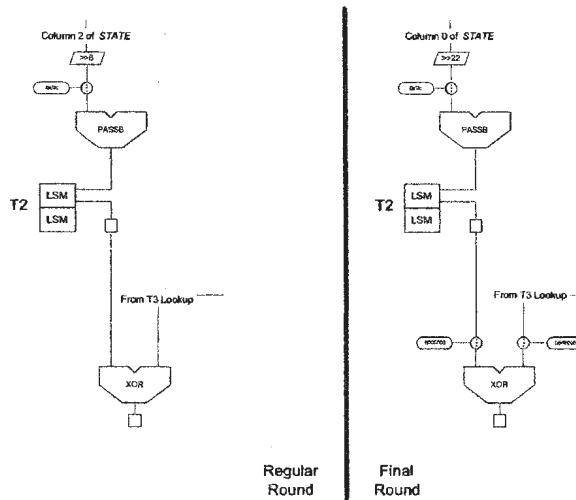 Column 2 of STATE
>>6
PASSB
T2
LSM
LSM
From T3 Lookup
XOR
Regular
Round
Column 0 of STATE
>>22
PASSB
T2
LSM
LSM
From T3 Lookup
XOR
Final
Round